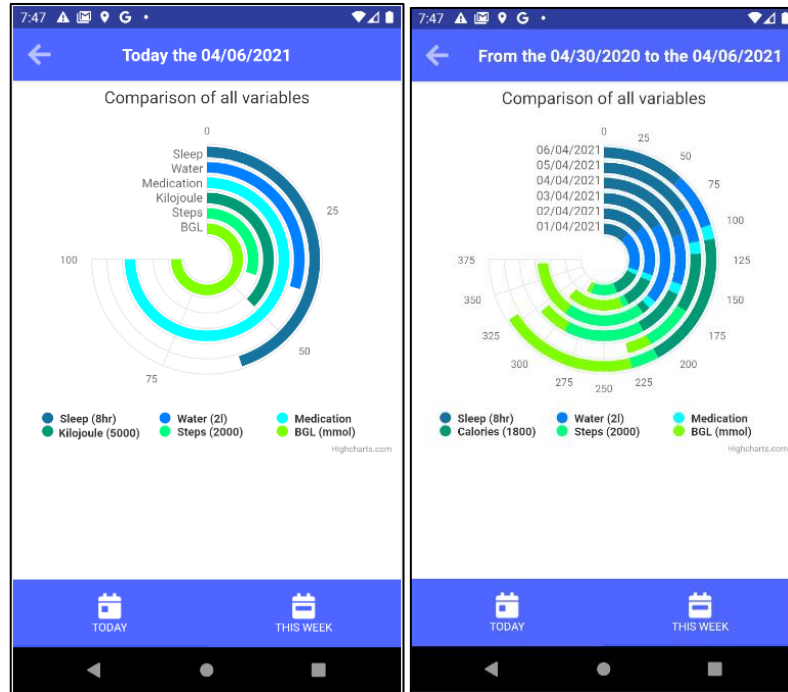 7:47 G
Today the 04/06/2021
Comparison of all variables
0
Sleep
Water
Medication
Kilojoule
Steps
BGL
25
100
50
75
Sleep (8hr)
Water (2l)
Medication
Kilojoule (5000)
Steps (2000)
BGL (mmol)
Highcharts.com
TODAY
THIS WEEK
7:47 G
From the 04/30/2020 to the 04/06/2021
Comparison of all variables
0
25
06/04/2021
50
05/04/2021
04/04/2021
75
03/04/2021
02/04/2021
100
01/04/2021
375
125
350
150
325
175
300
200
275
250
225
Sleep (8hr)
Water (2l)
Medication
Calories (1800)
Steps (2000)
BGL (mmol)
Highcharts.com
TODAY
THIS WEEK